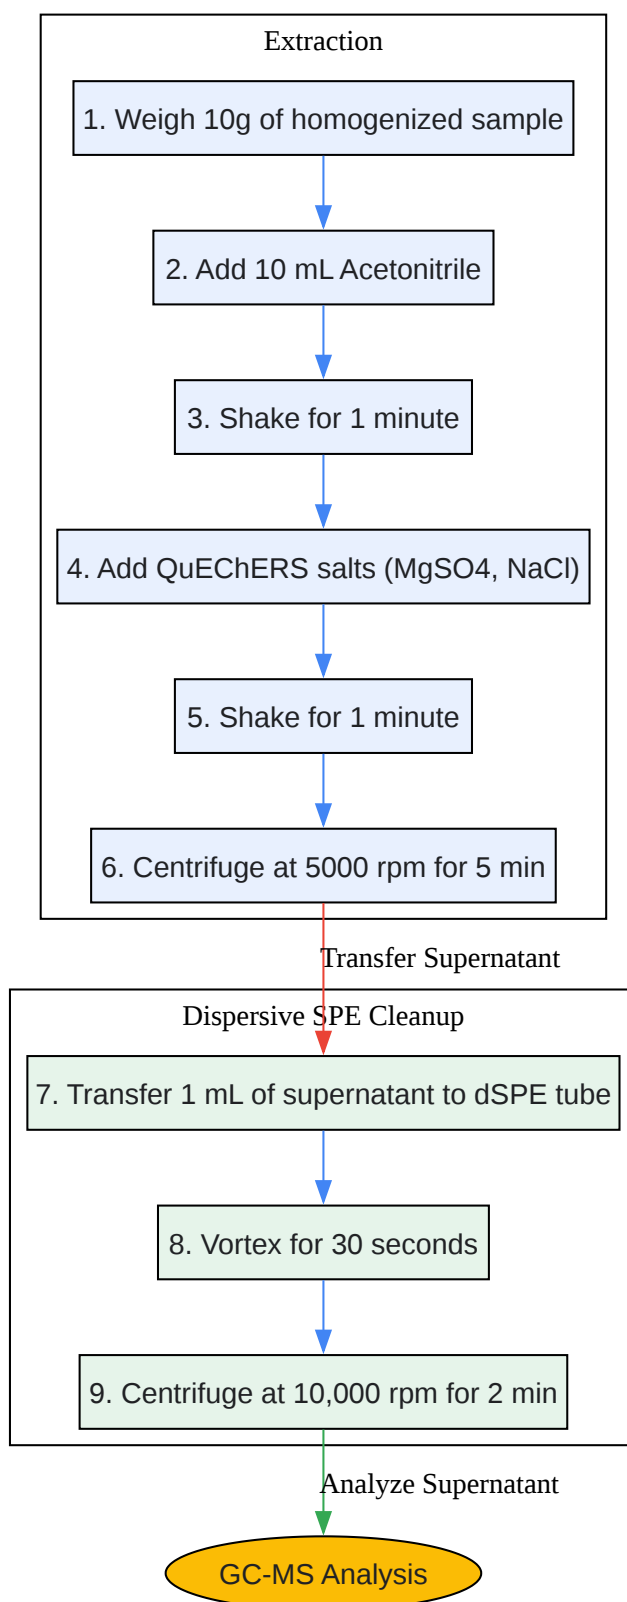 Extraction
1. Weigh 10g of homogenized sample
2. Add 10 mL Acetonitrile
3. Shake for 1 minute
4. Add QuEChERS salts (MgSO4, NaCl)
5. Shake for 1 minute
6. Centrifuge at 5000 rpm for 5 min
Transfer Supernatant
Dispersive SPE Cleanup
7. Transfer 1 mL of supernatant to dSPE tube
8. Vortex for 30 seconds
9. Centrifuge at 10,000 rpm for 2 min
Analyze Supernatant
GC-MS Analysis